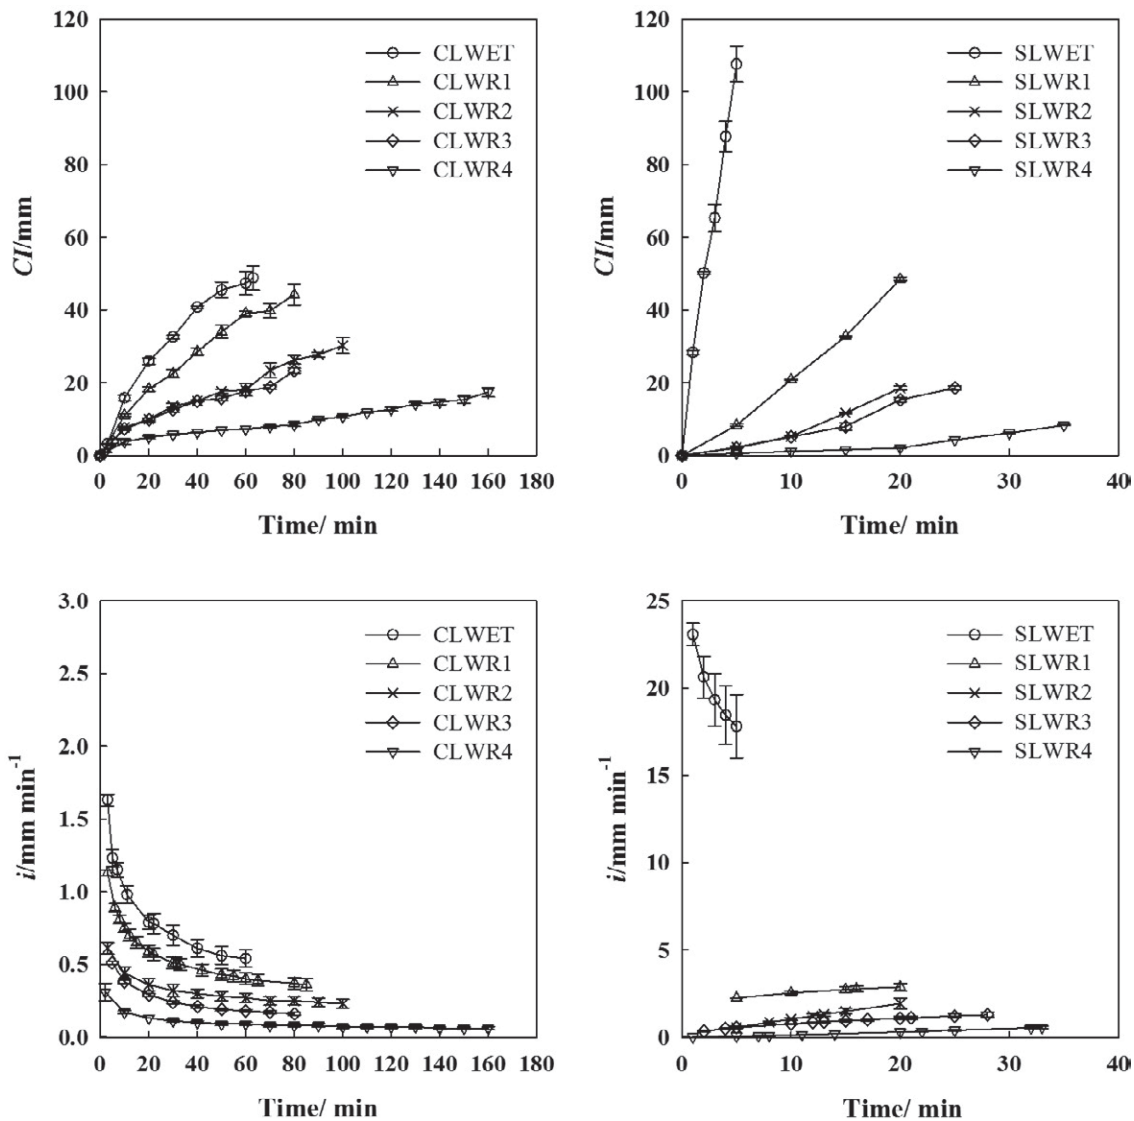 120
100
80
60
40
20
0
CI/mm
CLWET
CLWR1
CLWR2
CLWR3
CLWR4
0 20 40 60 80 100 120 140 160 180
Time/ min
120
100
80
60
40
20
0
CI/mm
SLWET
SLWR1
SLWR2
SLWR3
SLWR4
0 10 20 30 40
Time/ min
3.0
2.5
2.0
1.5
1.0
0.5
0.0
i/mm min-1
CLWET
CLWR1
CLWR2
CLWR3
CLWR4
0 20 40 60 80 100 120 140 160 180
Time/ min
25
20
15
10
5
0
i/mm min-1
SLWET
SLWR1
SLWR2
SLWR3
SLWR4
0 10 20 30 40
Time/ min